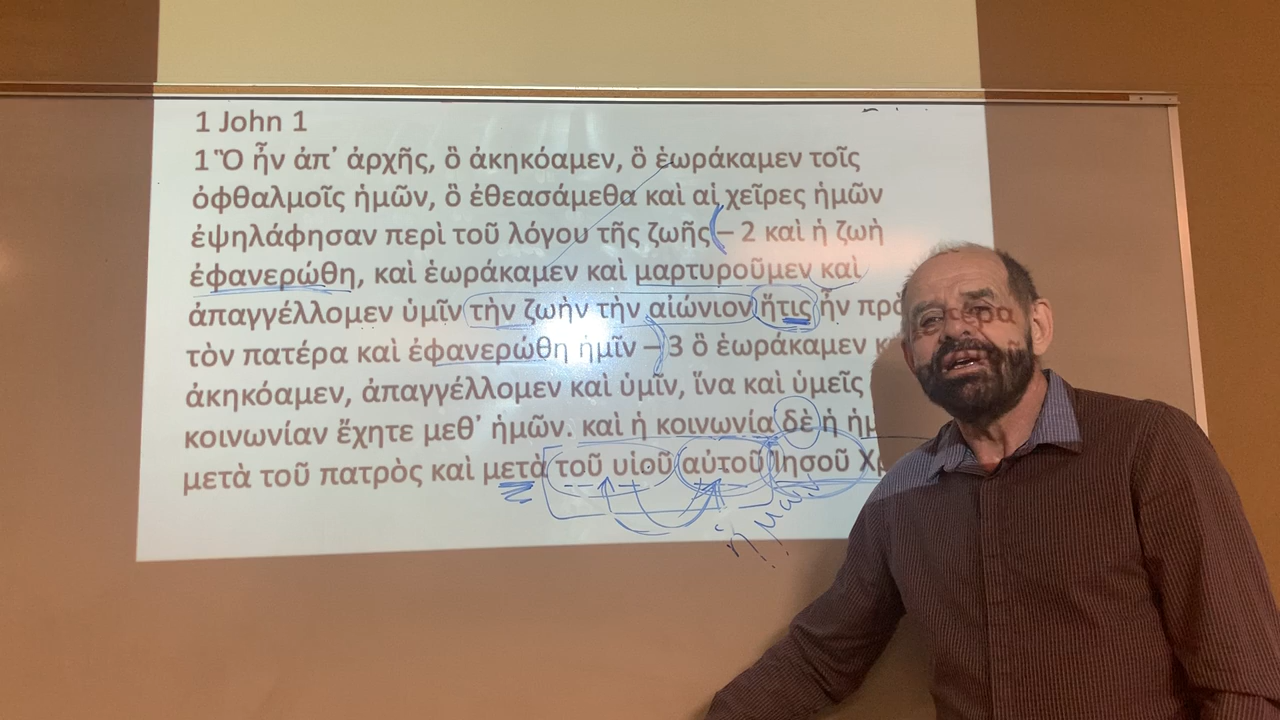 1 John 1
1 Ὃ ἦν ἀπ᾽ ἀρχῆς, ὃ ἀκηκόαμεν, ὃ ἑωράκαμεν τοῖς
ὀφθαλμοῖς ἡμῶν, ὃ ἐθεασάμεθα καὶ αἱ χεῖρες ἡμῶν
ἐψηλάφησαν περὶ τοῦ λόγου τῆς ζωῆς – 2 καὶ ἡ ζωὴ
ἐφανερώθη, καὶ ἑωράκαμεν καὶ μαρτυροῦμεν καὶ
ἀπαγγέλλομεν ὑμῖν τὴν ζωὴν τὴν αἰώνιον ἥτις ἦν
τὸν πατέρα καὶ ἐφανερώθη ἡμῖν – 3 ὃ ἑωράκαμεν
ἀκηκόαμεν, ἀπαγγέλλομεν καὶ ὑμῖν, ἵνα καὶ ὑμεῖς
κοινωνίαν ἔχητε μεθ᾽ ἡμῶν. καὶ ἡ κοινωνία δὲ ἡ
μετὰ τοῦ πατρὸς καὶ μετὰ τοῦ υἱοῦ αὐτοῦ Ἰησοῦ